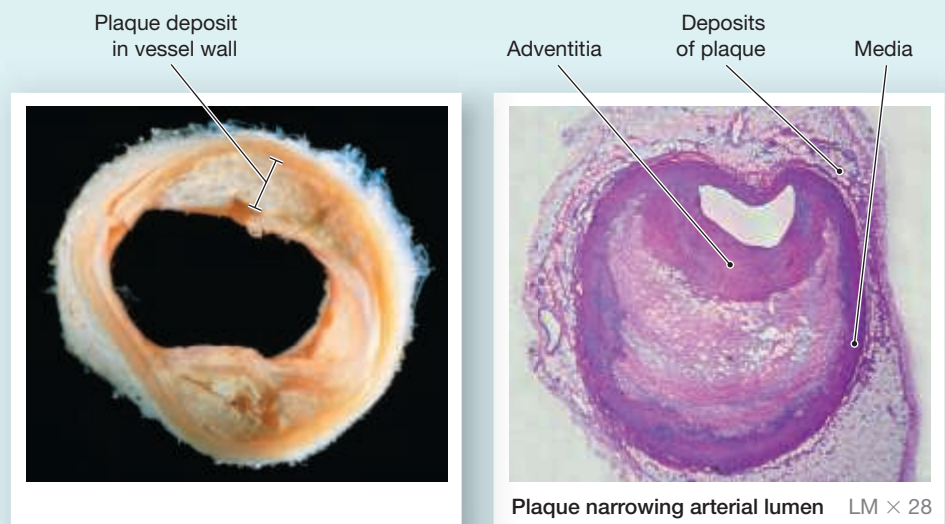 Plaque deposit
in vessel wall
Adventitia
Deposits
of plaque
Media
Plaque narrowing arterial lumen LM × 28